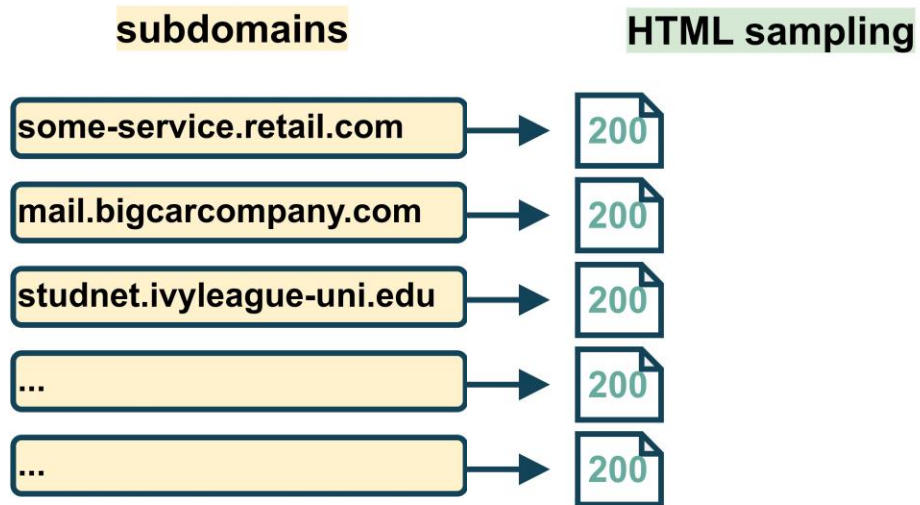 subdomains
HTML sampling
some-service.retail.com
200
mail.bigcarcompany.com
200
studnet.ivyleague-uni.edu
200
...
200
...
200